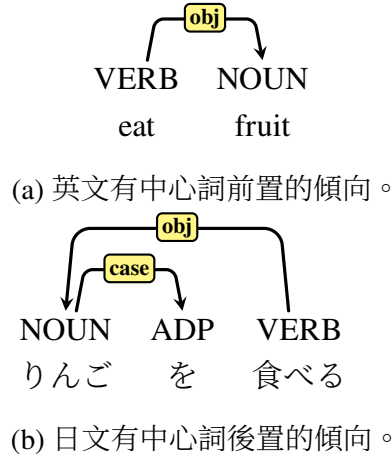 obj
VERB NOUN
eat fruit
(a) 英文有中心詞前置的傾向。
obj
case
NOUN ADP VERB
りんご を 食べる
(b) 日文有中心詞後置的傾向。